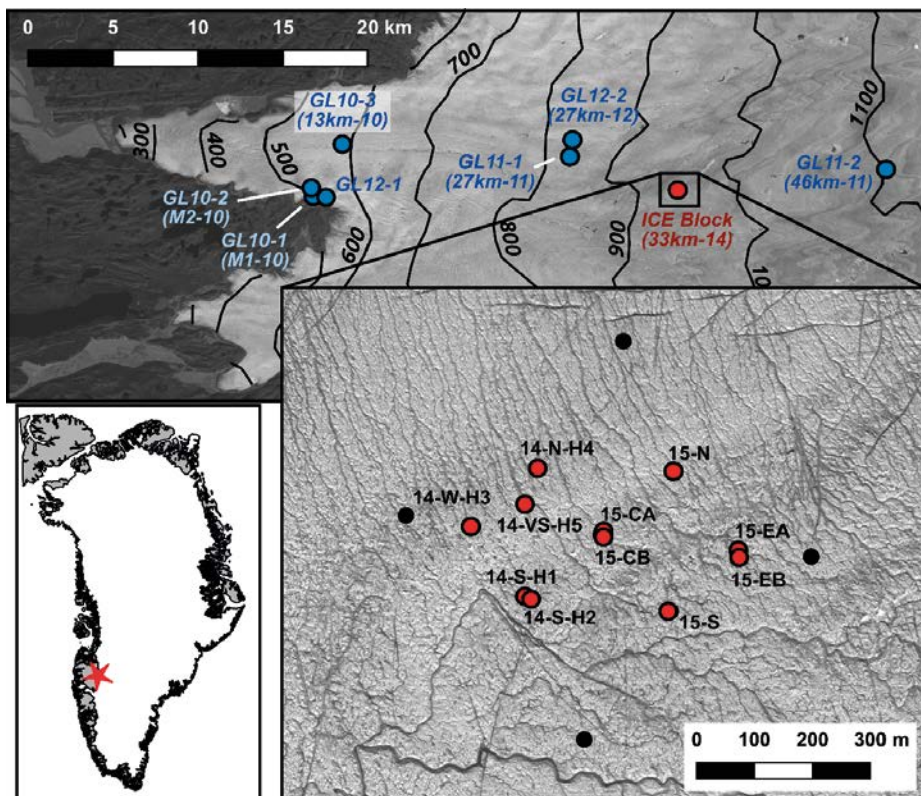 0 5 10 15 20 km
300
400
500
600
700
800
900
10
1100
GL10-3
(13km-10)
GL12-2
(27km-12)
GL11-1
(27km-11)
GL11-2
(46km-11)
GL10-2
(M2-10)
GL12-1
GL10-1
(M1-10)
ICE Block
(33km-14)
14-N-H4
15-N
14-W-H3
14-VS-H5
15-CA
15-CB
15-EA
15-EB
14-S-H1
14-S-H2
15-S
0 100 200 300 m